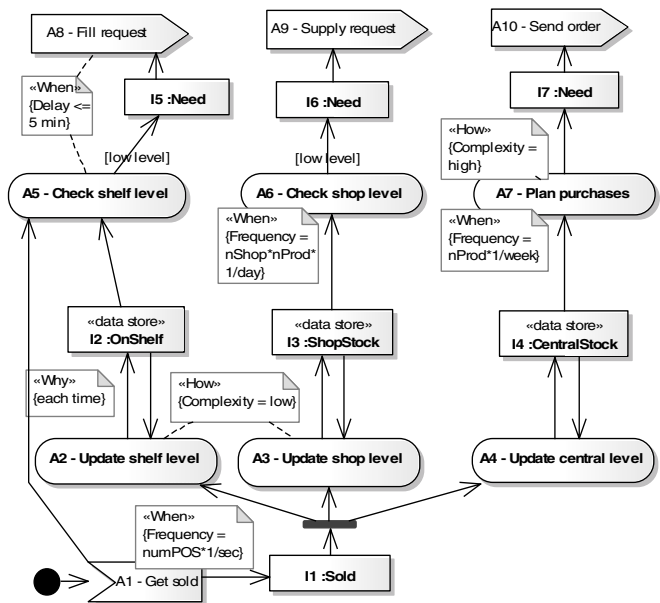 A8 - Fill request
A9 - Supply request
A10 - Send order
«When»
{Delay <=
5 min}
I5 :Need
I6 :Need
I7 :Need
«How»
{Complexity =
high}
[low level]
[low level]
A5 - Check shelf level
A6 - Check shop level
A7 - Plan purchases
«When»
{Frequency =
nShop*nProd*
1/day}
«When»
{Frequency =
nProd*1/week}
«data store»
I2 :OnShelf
«data store»
I3 :ShopStock
«data store»
I4 :CentralStock
«Why»
{each time}
«How»
{Complexity = low}
A2 - Update shelf level
A3 - Update shop level
A4 - Update central level
«When»
{Frequency =
numPOS*1/sec}
A1 - Get sold
I1 :Sold